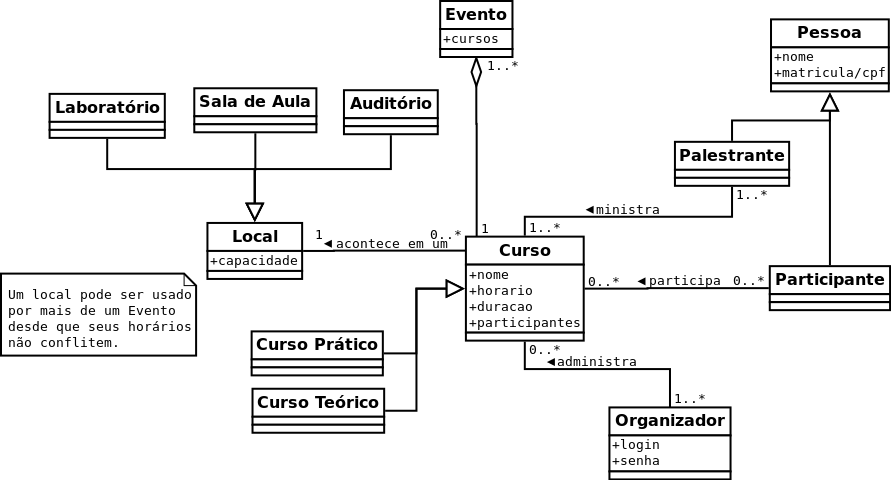 Evento
+cursos
1..*
Pessoa
+nome
+matricula/cpf
Laboratório
Sala de Aula
Auditório
Palestrante
1..*
◄ministra
1..*
Local
+capacidade
1
◄acontece em um
0..*
1
Curso
+nome
+horario
+duracao
+participantes
0..*
◄participa
0..*
Participante
Um local pode ser usado
por mais de um Evento
desde que seus horários
não conflitem.
Curso Prático
Curso Teórico
0..*
◄administra
1..*
Organizador
+login
+senha